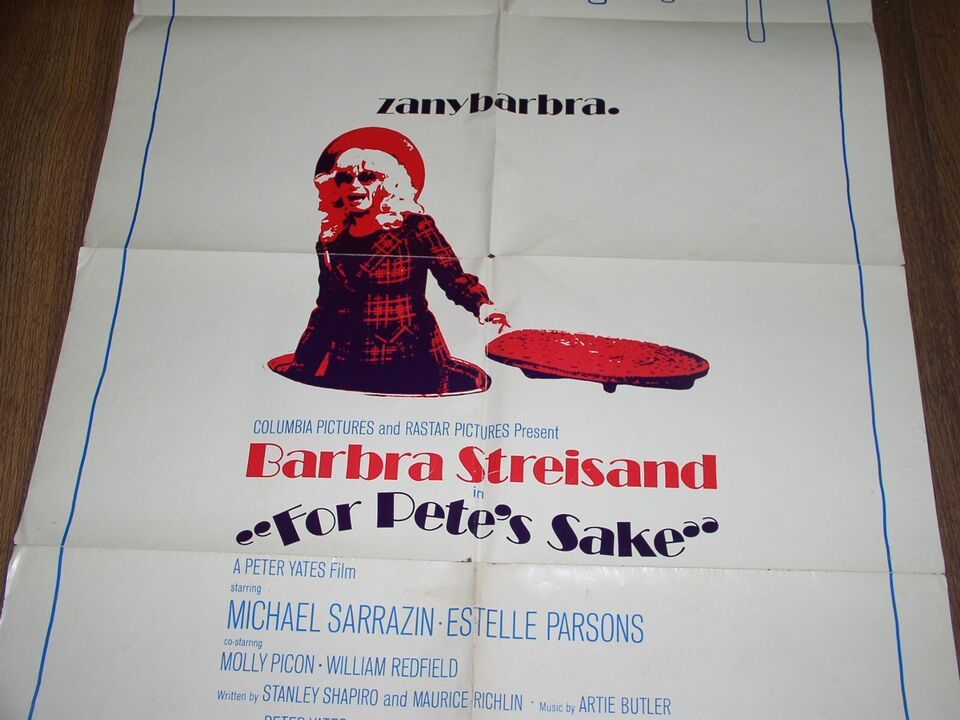 zanybarbra.
COLUMBIA PICTURES and RASTAR PICTURES Present
Barbra Streisand
in
“For Pete's Sake”
A PETER YATES Film
starring
MICHAEL SARRAZIN · ESTELLE PARSONS
co-starring
MOLLY PICON · WILLIAM REDFIELD
Written by STANLEY SHAPIRO and MAURICE RICHLIN · Music by ARTIE BUTLER
PETER YATES